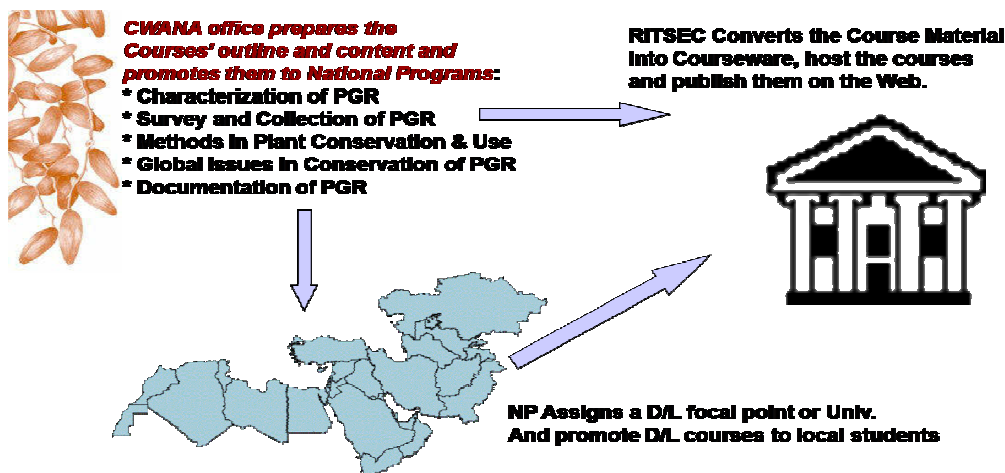 CWANA office prepares the
Courses' outline and content and
promotes them to National Programs:
* Characterization of PGR
* Survey and Collection of PGR
* Methods in Plant Conservation & Use
* Global Issues in Conservation of PGR
* Documentation of PGR
RITSEC Converts the Course Material
into Courseware, host the courses
and publish them on the Web.
NP Assigns a D/L focal point or Univ.
And promote D/L courses to local students